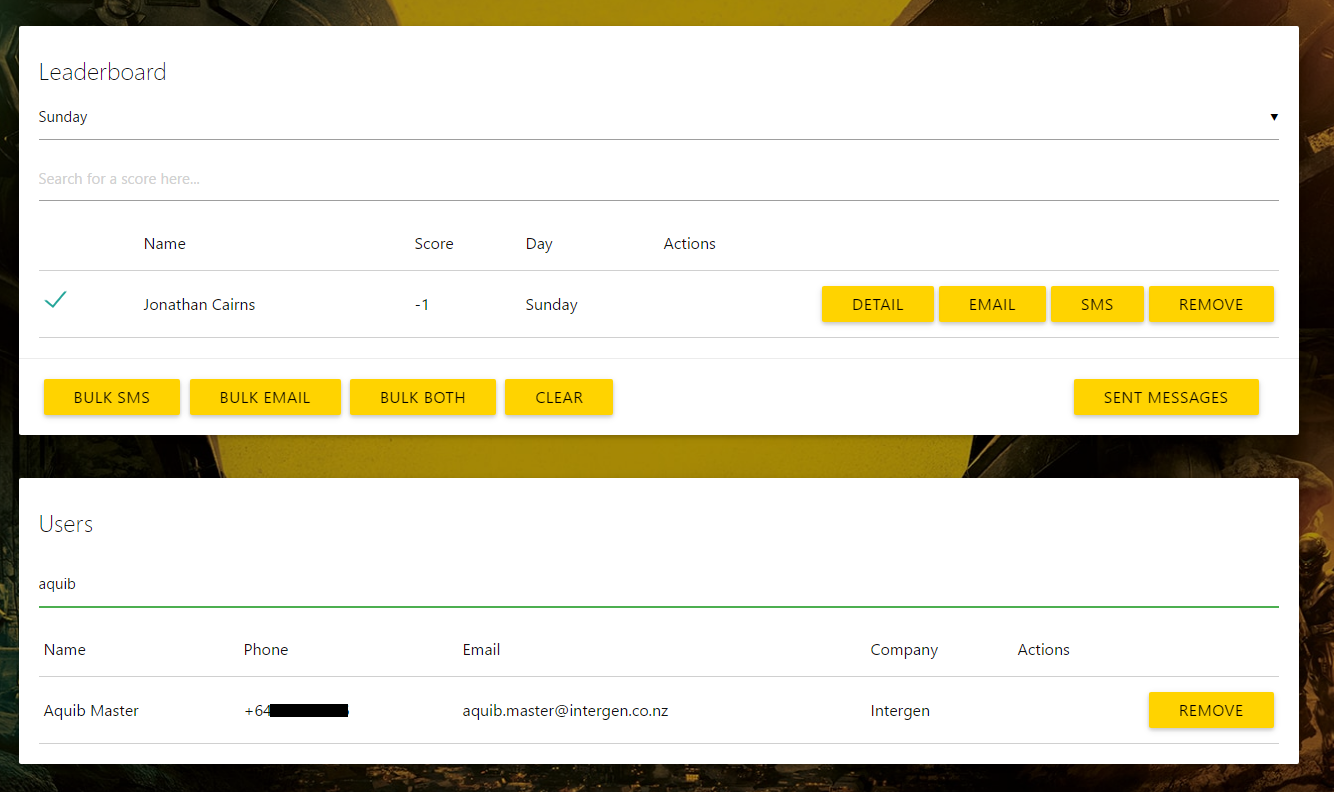 Leaderboard
Sunday ▼
Search for a score here...
Name Score Day Actions
Jonathan Cairns -1 Sunday DETAIL EMAIL SMS REMOVE
BULK SMS BULK EMAIL BULK BOTH CLEAR SENT MESSAGES
Users
aquib
Name Phone Email Company Actions
Aquib Master +64 aquib.master@intergen.co.nz Intergen REMOVE